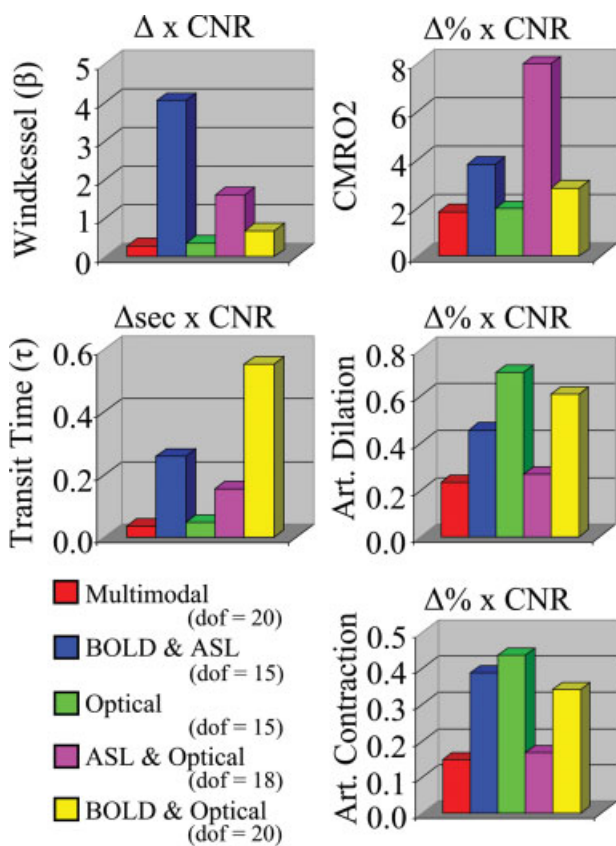 Δ x CNR
Windkessel (β)
5
4
3
2
1
0
Δ% x CNR
CMRO2
8
6
4
2
0
Δsec x CNR
Transit Time (τ)
0.6
0.4
0.2
0.0
Δ% x CNR
Art. Dilation
0.8
0.6
0.4
0.2
0.0
Multimodal
(dof = 20)
BOLD & ASL
(dof = 15)
Optical
(dof = 15)
ASL & Optical
(dof = 18)
BOLD & Optical
(dof = 20)
Δ% x CNR
Art. Contraction
0.5
0.4
0.3
0.2
0.1
0.0